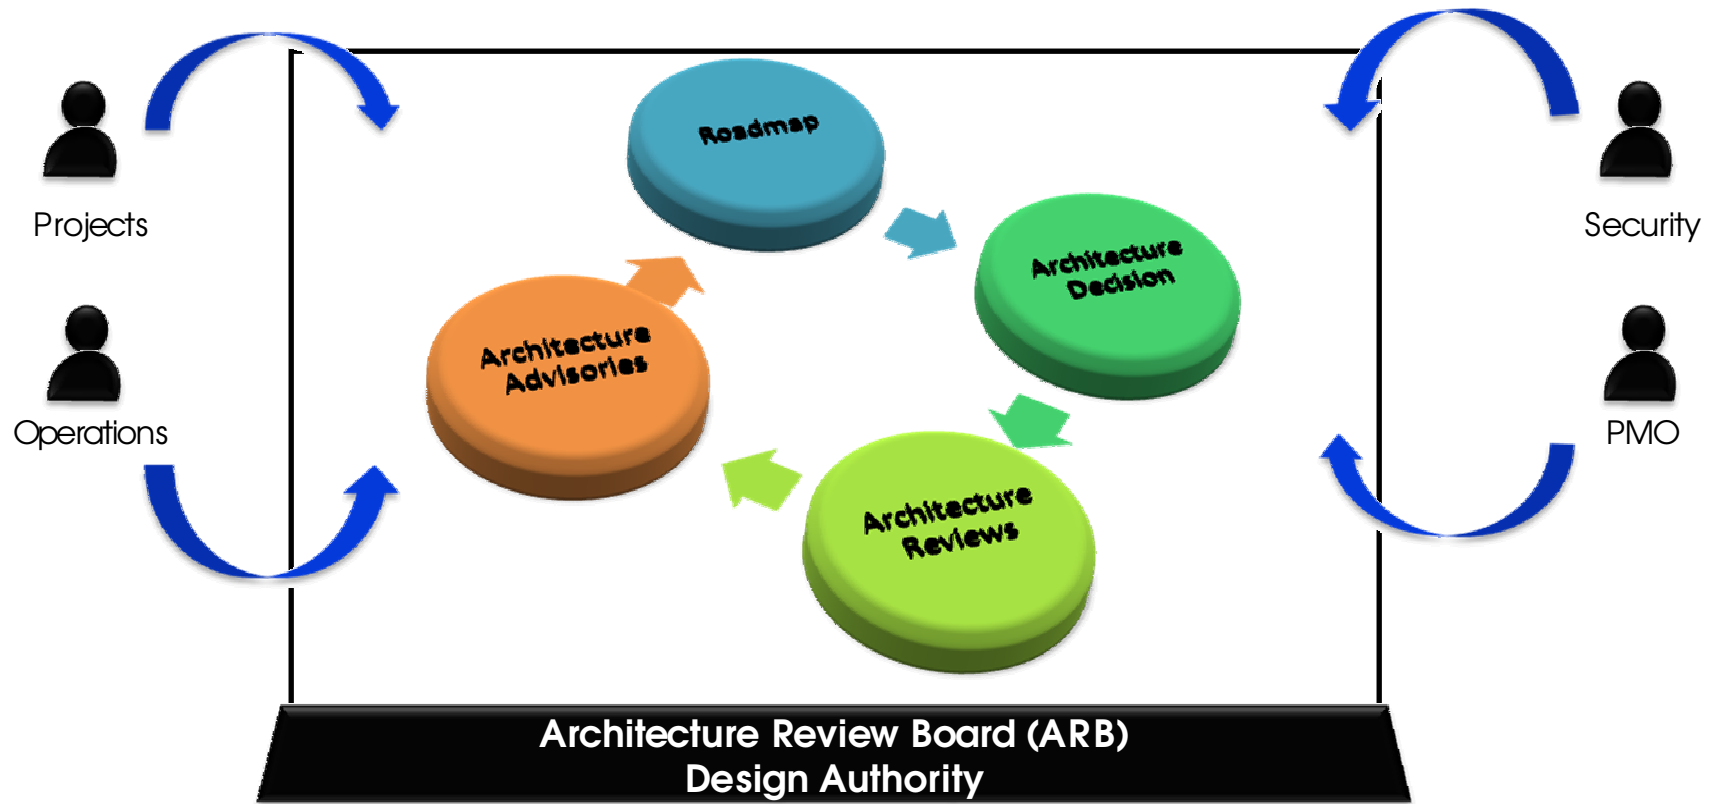 Roadmap
Projects
Security
Architecture
Decision
Architecture
Advisories
Operations
PMO
Architecture
Reviews
Architecture Review Board (ARB)
Design Authority